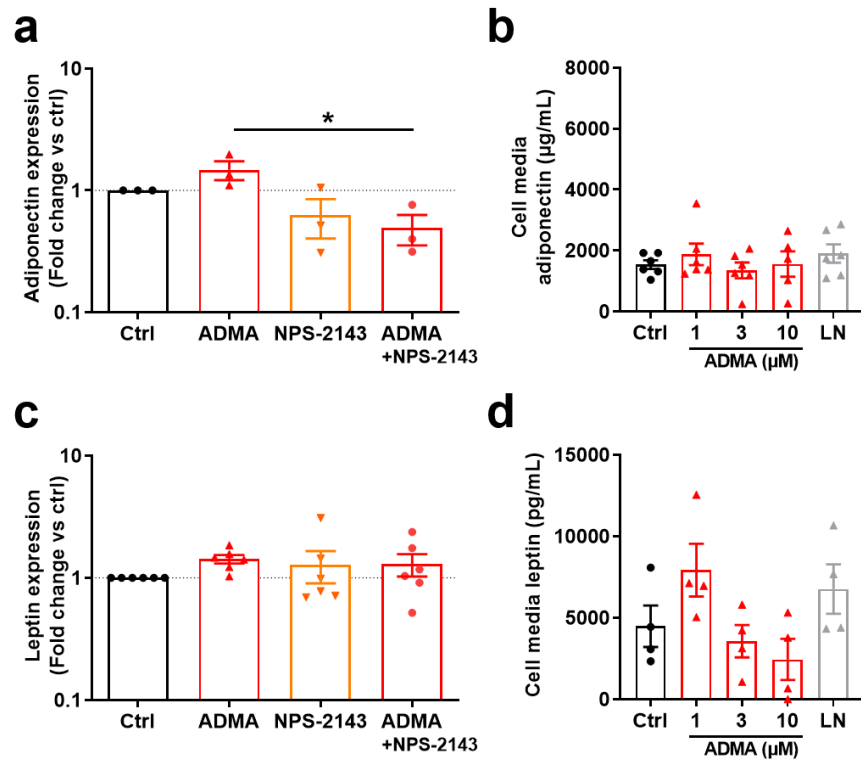 a
Adiponectin expression
(Fold change vs ctrl)
10
1
0.1
*
Ctrl ADMA NPS-2143 ADMA
+NPS-2143
b
Cell media
adiponectin (µg/mL)
8000
6000
4000
2000
0
Ctrl 1 3 10 LN
ADMA (µM)
c
Leptin expression
(Fold change vs ctrl)
10
1
0.1
Ctrl ADMA NPS-2143 ADMA
+NPS-2143
d
Cell media leptin (pg/mL)
15000
10000
5000
0
Ctrl 1 3 10 LN
ADMA (µM)